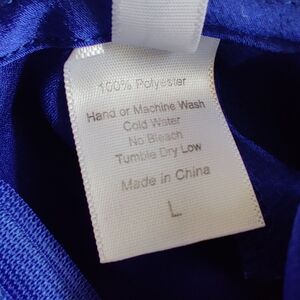 100% Polyester
Hand or Machine Wash
Cold Water
No Bleach
Tumble Dry Low
Made in China
L